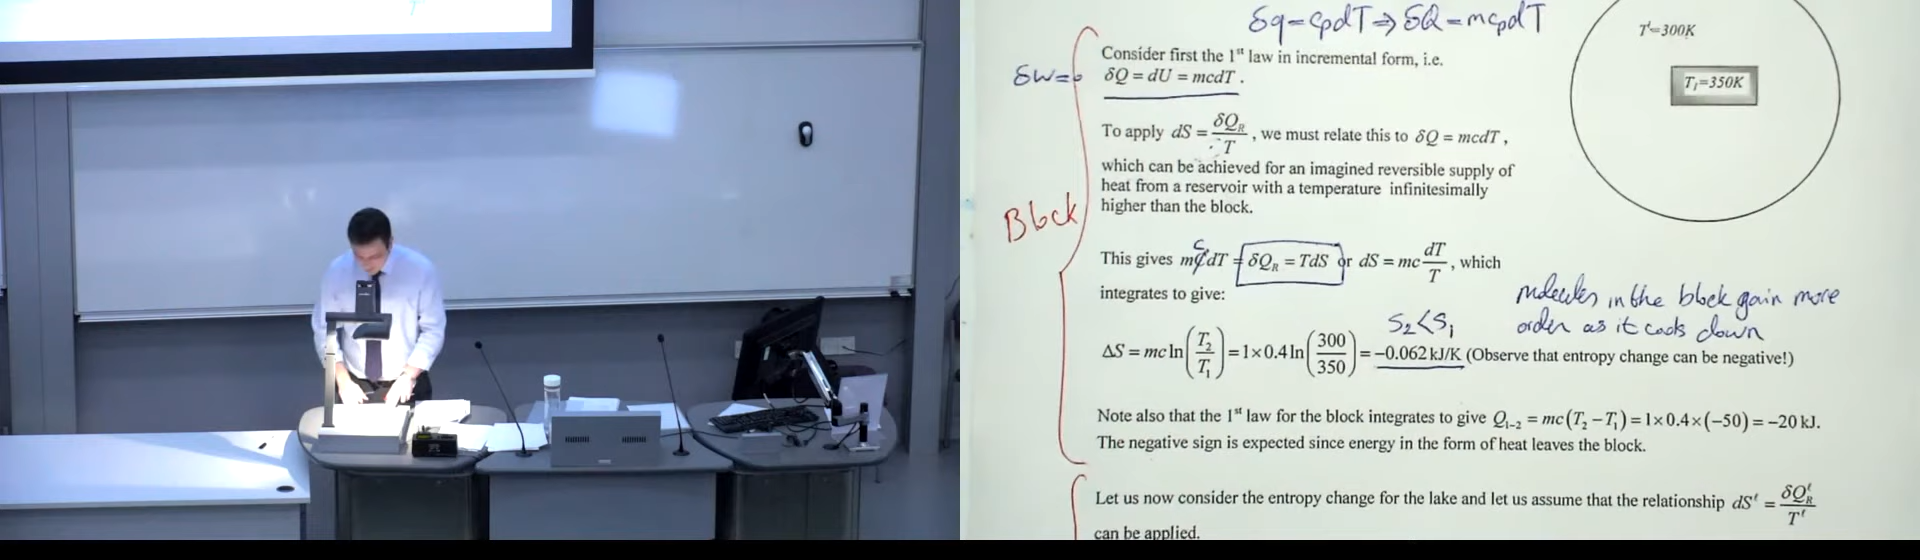 δq=cpdT⇒δQ=mcpdT
T^ℓ=300K
Consider first the 1st law in incremental form, i.e.
δW=0
δQ = dU = mcdT .
T1=350K
To apply dS = δQR/T , we must relate this to δQ = mcdT ,
which can be achieved for an imagined reversible supply of
heat from a reservoir with a temperature infinitesimally
higher than the block.
Block
This gives mcdT = δQR = TdS or dS = mc dT/T , which
integrates to give:
molecules in the block gain more
order as it cools down
S2<S1
ΔS = mc ln(T2/T1) = 1×0.4 ln(300/350) = −0.062 kJ/K (Observe that entropy change can be negative!)
Note also that the 1st law for the block integrates to give Q1−2 = mc(T2 − T1) = 1×0.4×(−50) = −20 kJ.
The negative sign is expected since energy in the form of heat leaves the block.
Let us now consider the entropy change for the lake and let us assume that the relationship dS^ℓ = δQR^ℓ/T^ℓ
can be applied.